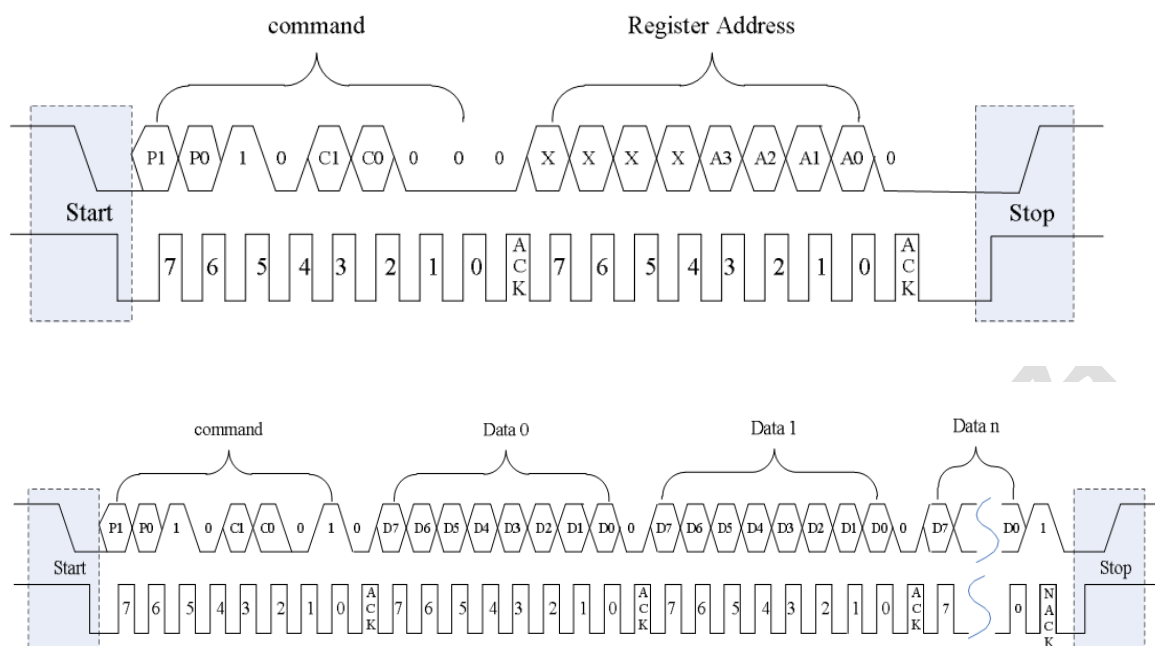 command Register Address
P1 P0 1 0 C1 C0 0 0 0 X X X X A3 A2 A1 A0 0
Start Stop
7 6 5 4 3 2 1 0 ACK 7 6 5 4 3 2 1 0 ACK
command Data 0 Data 1 Data n
P1 P0 1 0 C1 C0 0 1 0 D7 D6 D5 D4 D3 D2 D1 D0 0 D7 D6 D5 D4 D3 D2 D1 D0 0 D7 D0 1
Start Stop
7 6 5 4 3 2 1 0 ACK 7 6 5 4 3 2 1 0 ACK 7 6 5 4 3 2 1 0 ACK 7 0 NACK